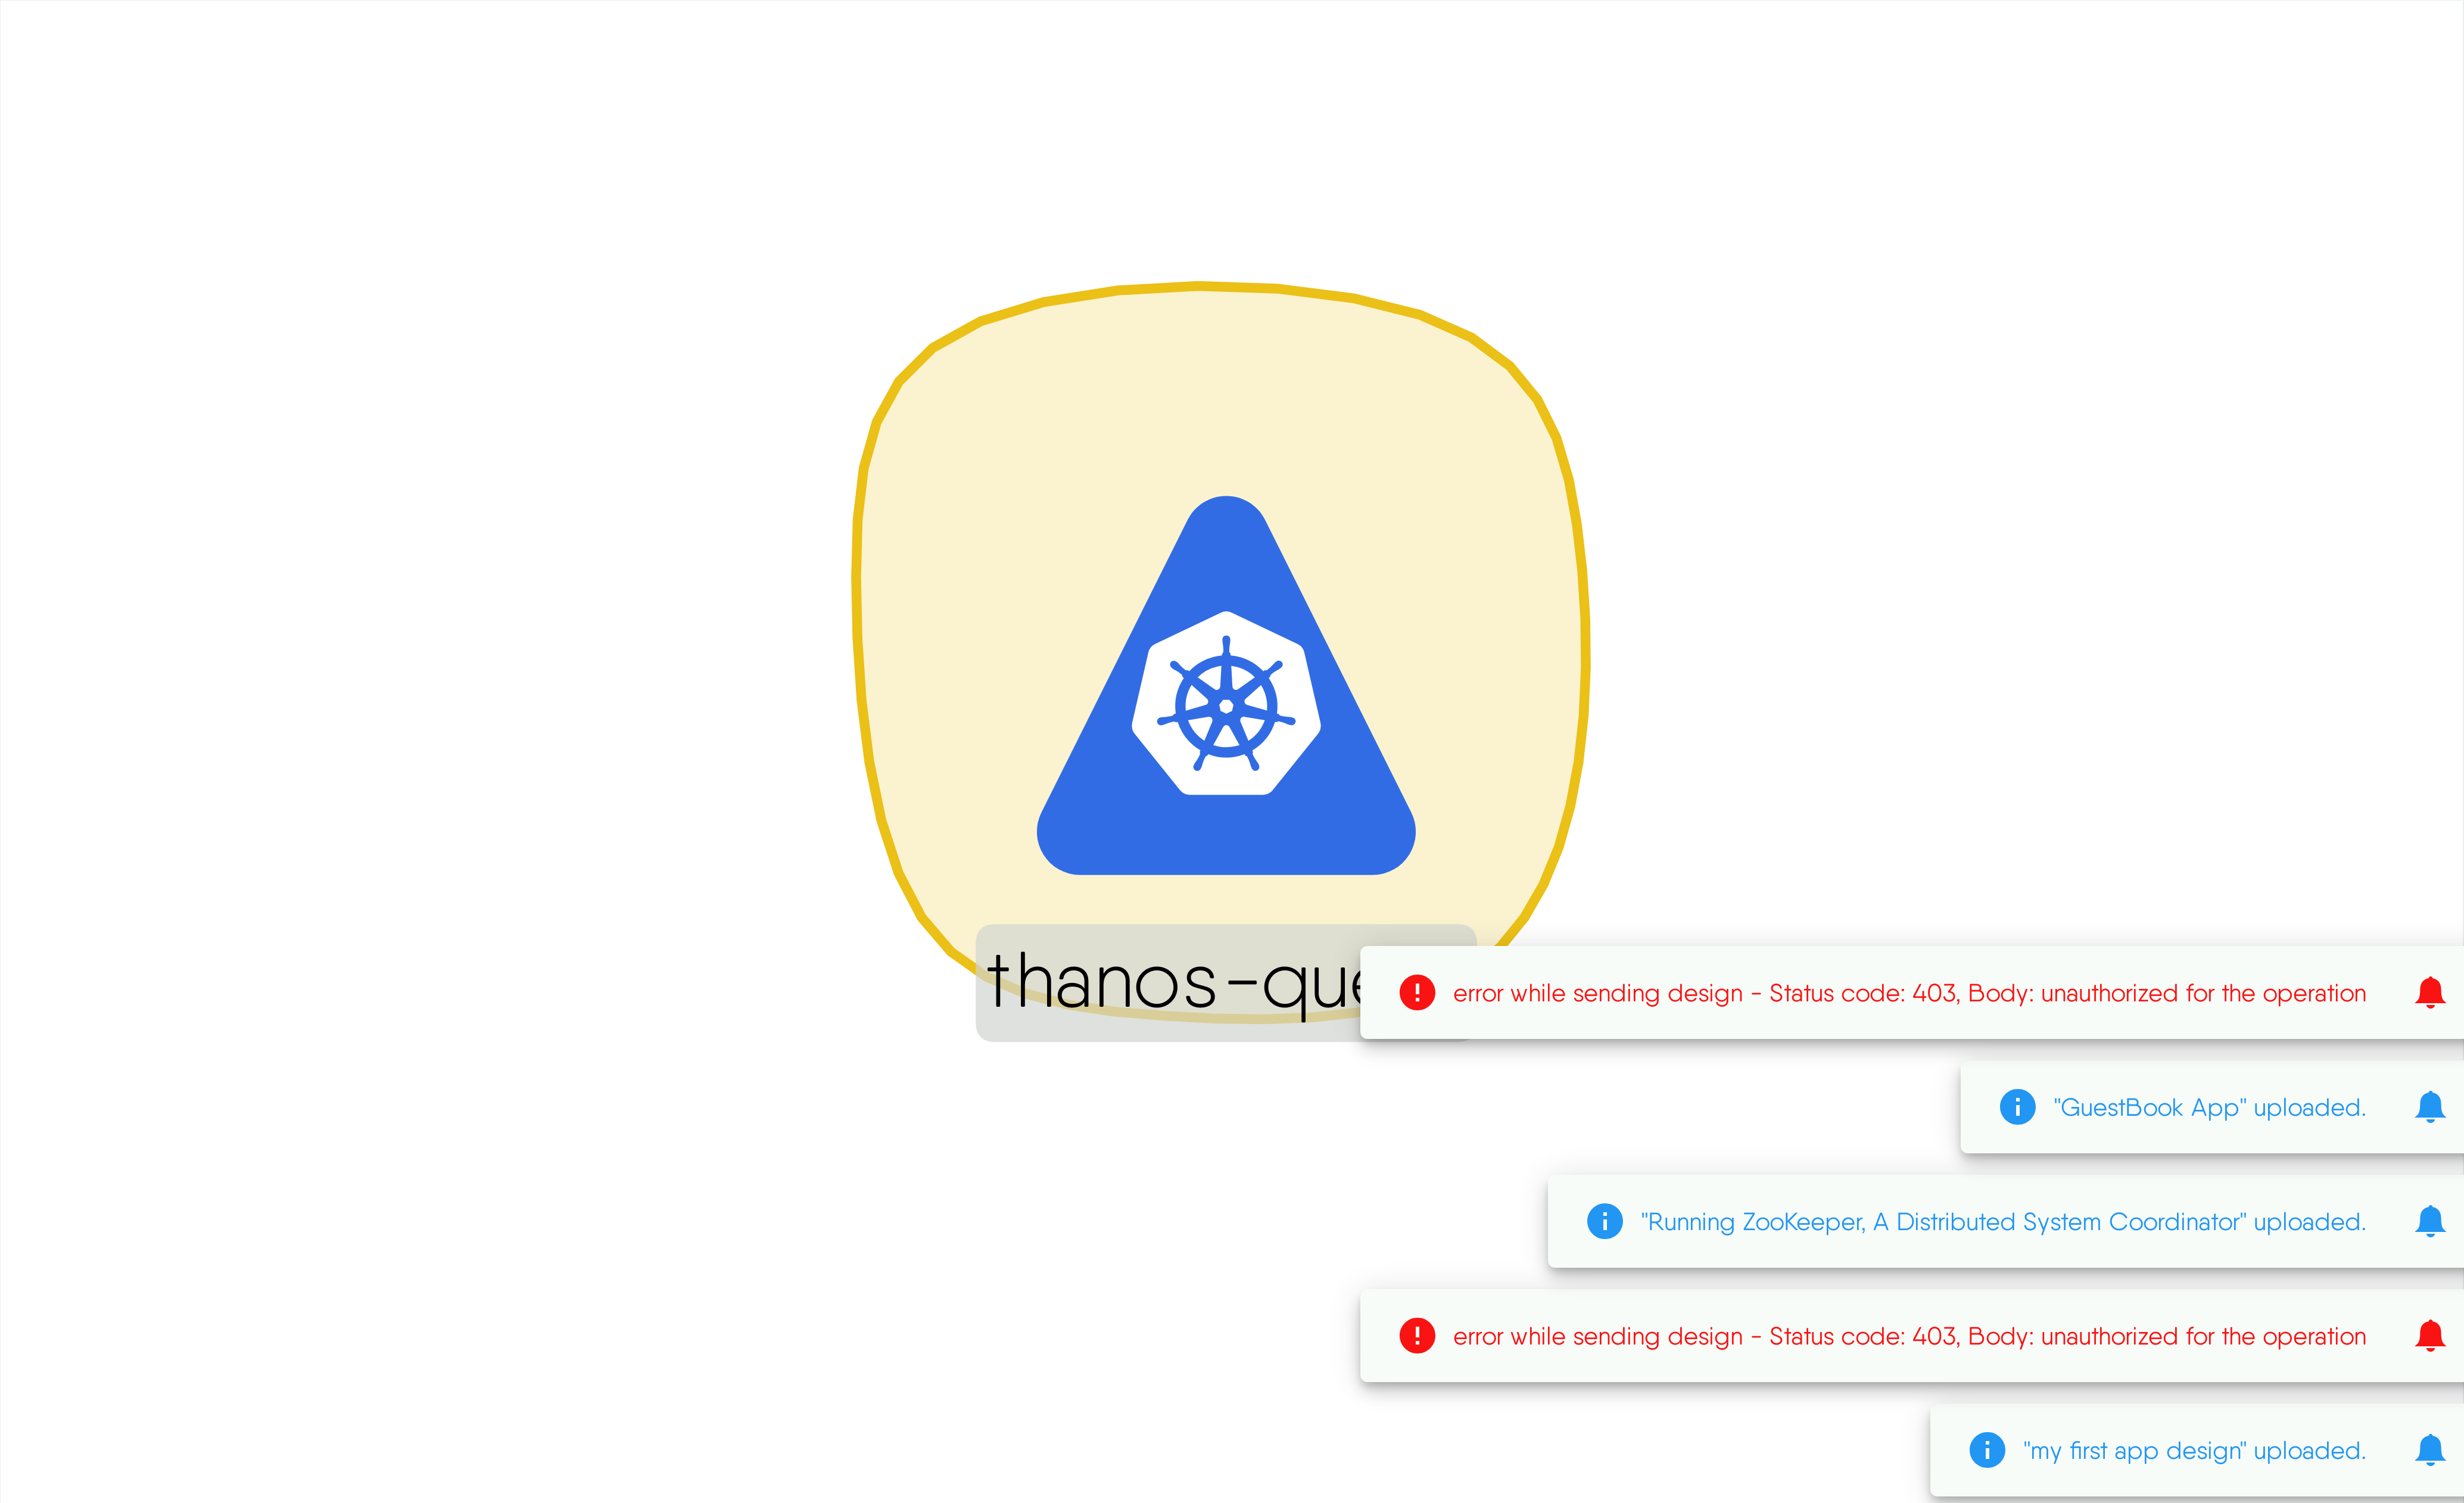 thanos-que
error while sending design - Status code: 403, Body: unauthorized for the operation
"GuestBook App" uploaded.
"Running ZooKeeper, A Distributed System Coordinator" uploaded.
error while sending design - Status code: 403, Body: unauthorized for the operation
"my first app design" uploaded.